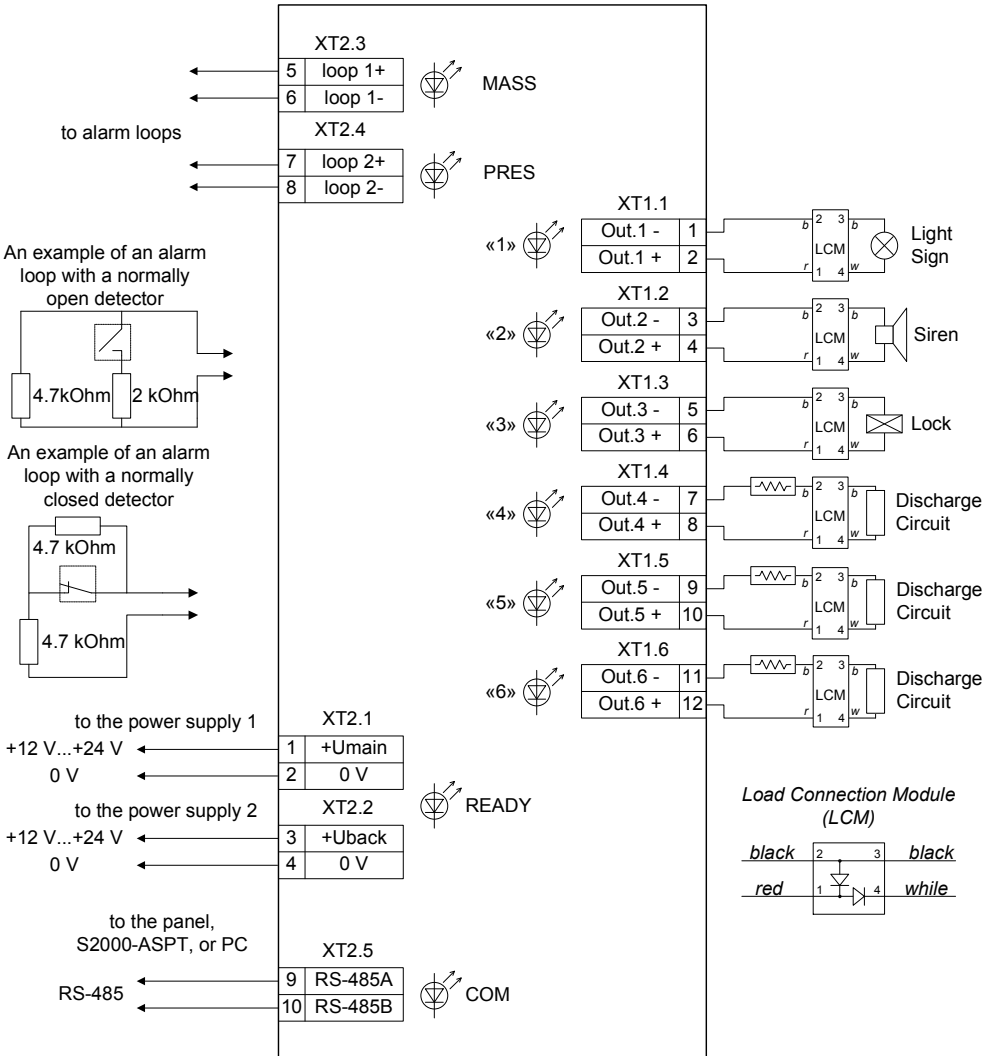 XT2.3
5 loop 1+
6 loop 1-
MASS
to alarm loops
XT2.4
7 loop 2+
8 loop 2-
PRES
An example of an alarm
loop with a normally
open detector
4.7kOhm 2 kOhm
An example of an alarm
loop with a normally
closed detector
4.7 kOhm
4.7 kOhm
to the power supply 1
XT2.1
+12 V...+24 V 1 +Umain
0 V 2 0 V
READY
to the power supply 2
XT2.2
+12 V...+24 V 3 +Uback
0 V 4 0 V
to the panel,
S2000-ASPT, or PC
XT2.5
RS-485
9 RS-485A
10 RS-485B
COM
XT1.1
«1»
Out.1 - 1
Out.1 + 2
b 2 3 b
LCM
r 1 4 w
Light
Sign
XT1.2
«2»
Out.2 - 3
Out.2 + 4
b 2 3 b
LCM
r 1 4 w
Siren
XT1.3
«3»
Out.3 - 5
Out.3 + 6
b 2 3 b
LCM
r 1 4 w
Lock
XT1.4
«4»
Out.4 - 7
Out.4 + 8
b 2 3 b
LCM
r 1 4 w
Discharge
Circuit
XT1.5
«5»
Out.5 - 9
Out.5 + 10
b 2 3 b
LCM
r 1 4 w
Discharge
Circuit
XT1.6
«6»
Out.6 - 11
Out.6 + 12
b 2 3 b
LCM
r 1 4 w
Discharge
Circuit
Load Connection Module
(LCM)
black 2 3 black
red 1 4 while